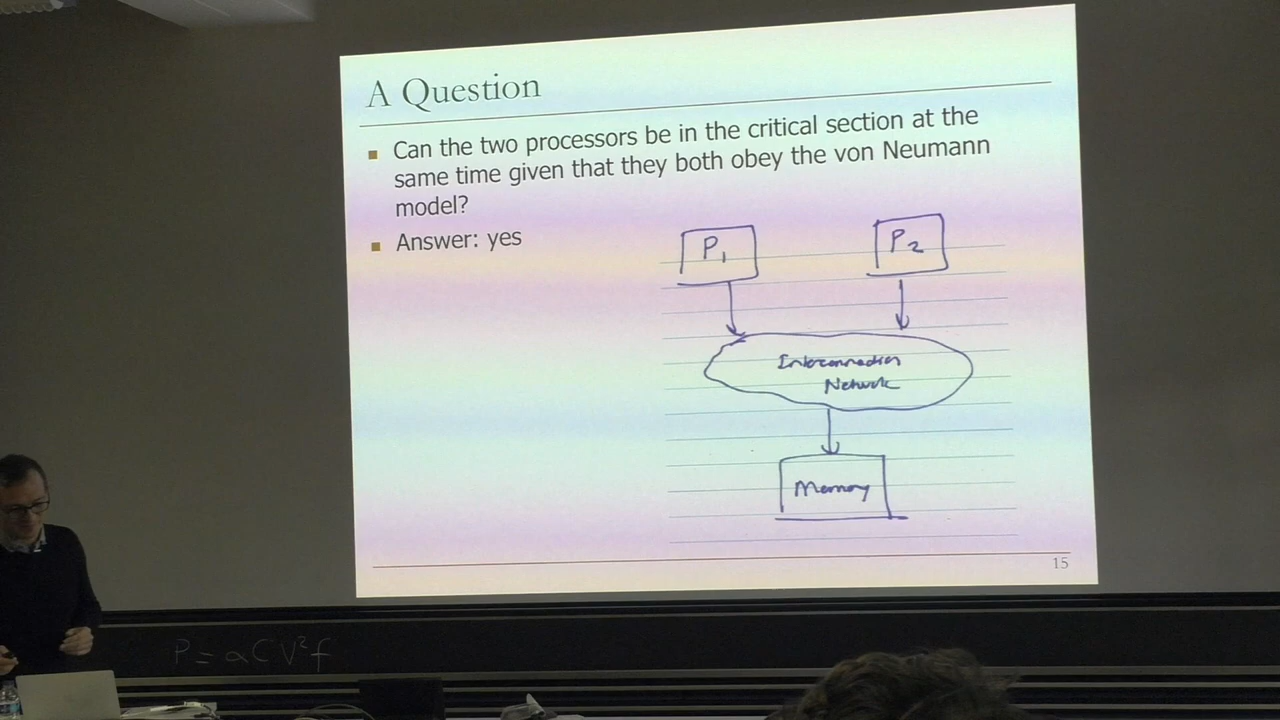 A Question
Can the two processors be in the critical section at the
same time given that they both obey the von Neumann
model?
Answer: yes
P1
P2
Interconnection
Network
Memory
15
P = αCV²f